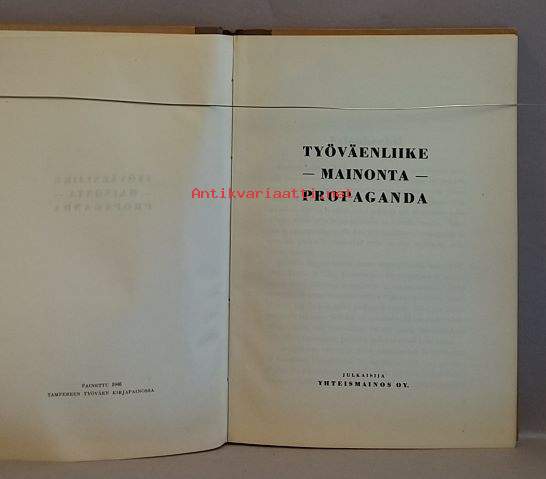 PAINETTU 1946
TAMPEREEN TYÖVÄEN KIRJAPAINOSSA
TYÖVÄENLIIKE
— MAINONTA —
PROPAGANDA
Antikvariaatti.net
JULKAISIJA
YHTEISMAINOS OY.